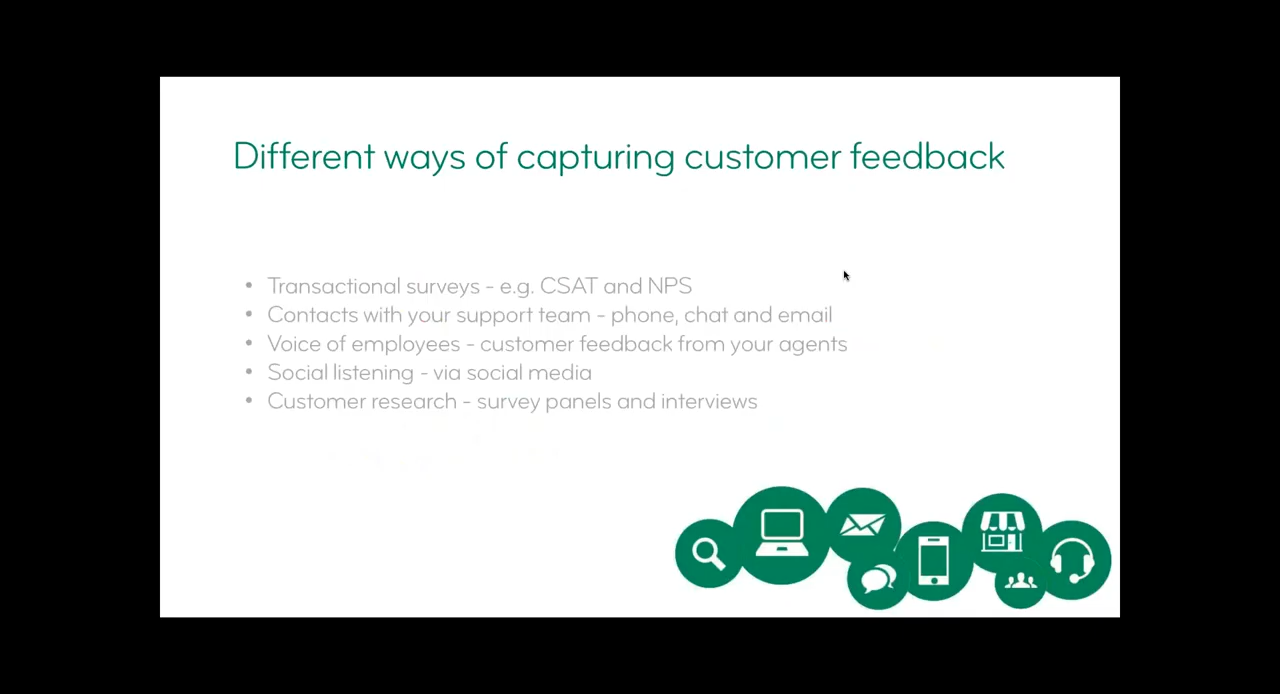 Different ways of capturing customer feedback
• Transactional surveys - e.g. CSAT and NPS
• Contacts with your support team - phone, chat and email
• Voice of employees - customer feedback from your agents
• Social listening - via social media
• Customer research - survey panels and interviews